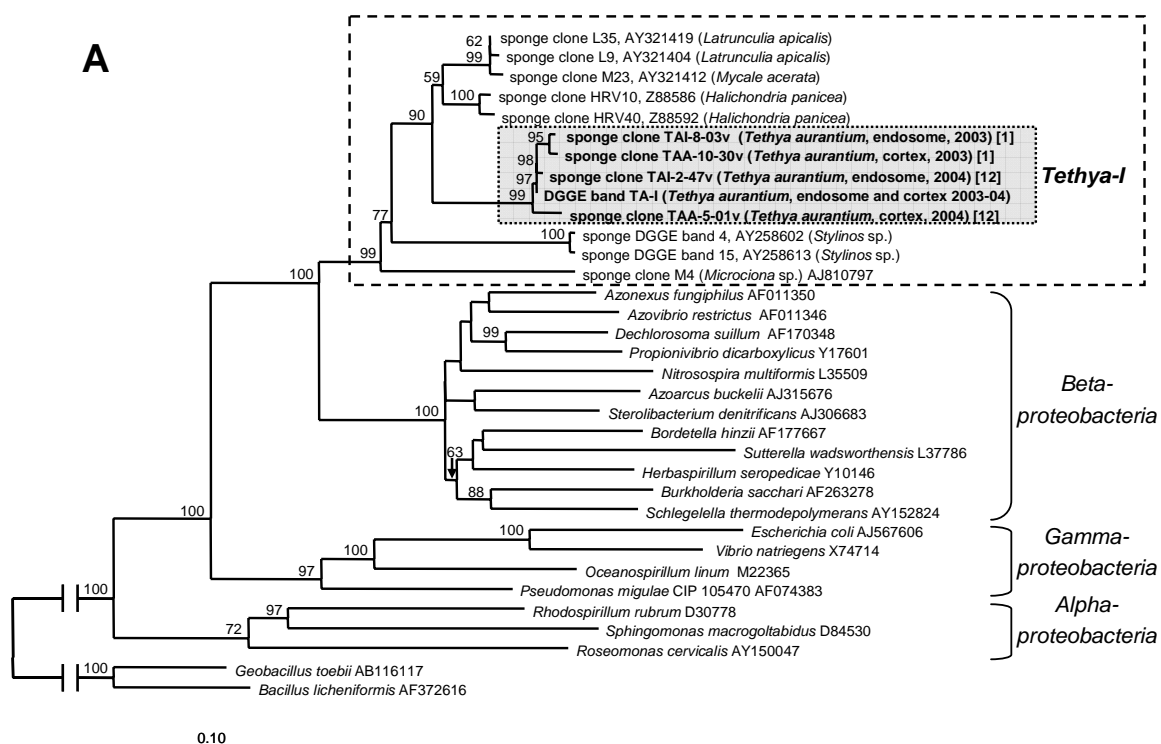 A
62
sponge clone L35, AY321419 (Latrunculia apicalis)
99
sponge clone L9, AY321404 (Latrunculia apicalis)
59
sponge clone M23, AY321412 (Mycale acerata)
100
sponge clone HRV10, Z88586 (Halichondria panicea)
90
sponge clone HRV40, Z88592 (Halichondria panicea)
95
sponge clone TAI-8-03v (Tethya aurantium, endosome, 2003) [1]
98
sponge clone TAA-10-30v (Tethya aurantium, cortex, 2003) [1]
97
sponge clone TAI-2-47v (Tethya aurantium, endosome, 2004) [12]
Tethya-I
99
DGGE band TA-I (Tethya aurantium, endosome and cortex 2003-04)
77
sponge clone TAA-5-01v (Tethya aurantium, cortex, 2004) [12]
100
sponge DGGE band 4, AY258602 (Stylinos sp.)
sponge DGGE band 15, AY258613 (Stylinos sp.)
99
sponge clone M4 (Microciona sp.) AJ810797
100
Azonexus fungiphilus AF011350
Azovibrio restrictus AF011346
99
Dechlorosoma suillum AF170348
Propionivibrio dicarboxylicus Y17601
Nitrosospira multiformis L35509
Azoarcus buckelii AJ315676
100
Sterolibacterium denitrificans AJ306683
Beta-
proteobacteria
Bordetella hinzii AF177667
63
Sutterella wadsworthensis L37786
Herbaspirillum seropedicae Y10146
88
Burkholderia sacchari AF263278
Schlegelella thermodepolymerans AY152824
100
100
Escherichia coli AJ567606
100
Vibrio natriegens X74714
97
Oceanospirillum linum M22365
Gamma-
proteobacteria
100
Pseudomonas migulae CIP 105470 AF074383
97
Rhodospirillum rubrum D30778
72
Sphingomonas macrogoltabidus D84530
Alpha-
proteobacteria
Roseomonas cervicalis AY150047
100
Geobacillus toebii AB116117
Bacillus licheniformis AF372616
0.10